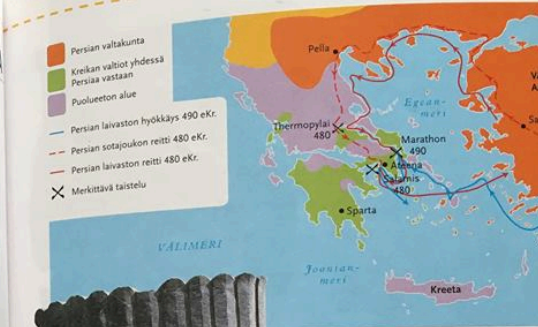 Persian valtakunta
Kreikan valtiot yhdessä
Persiaa vastaan
Puolueeton alue
Persian laivaston hyökkäys 490 eKr.
Persian sotajoukon reitti 480 eKr.
Persian laivaston reitti 480 eKr.
Merkittävä taistelu
Pella
Egean-
meri
Thermopylai
480
Marathon
490
Ateena
Salamis
480
Sparta
VÄLIMERI
Joonian-
meri
Kreeta